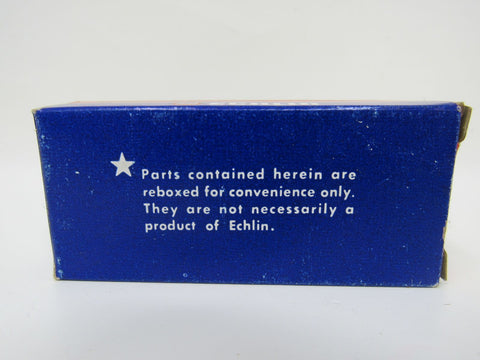 Parts contained herein are
reboxed for convenience only.
They are not necessarily a
product of Echlin.